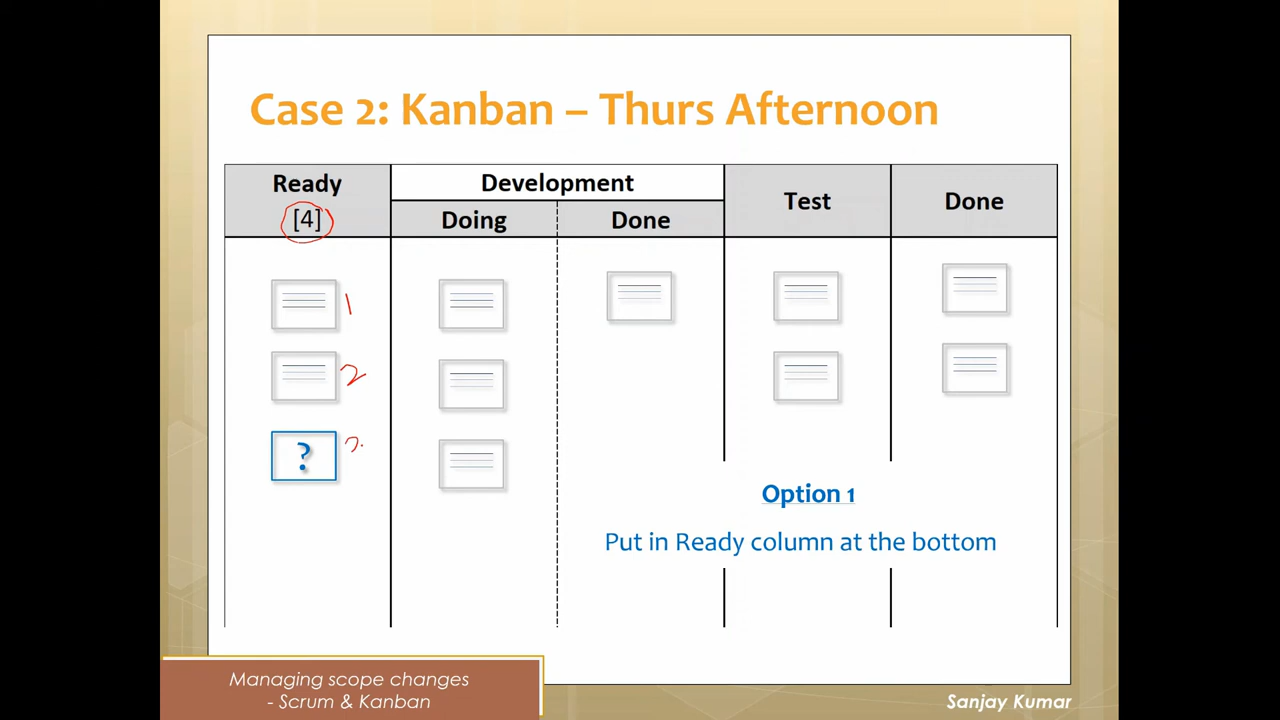 Case 2: Kanban – Thurs Afternoon
Ready
[4]
Development
Doing
Done
Test
Done
1
2
?
Option 1
Put in Ready column at the bottom
Managing scope changes
- Scrum & Kanban
Sanjay Kumar